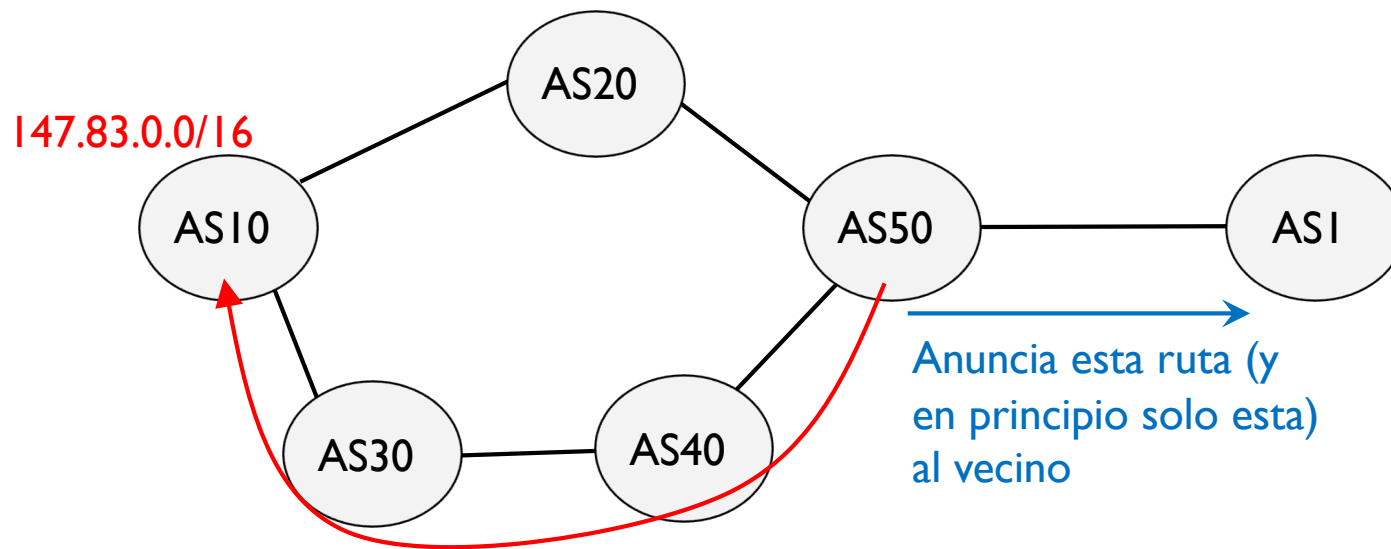 AS20
147.83.0.0/16
AS10
AS50
AS1
Anuncia esta ruta (y
en principio solo esta)
al vecino
AS30
AS40